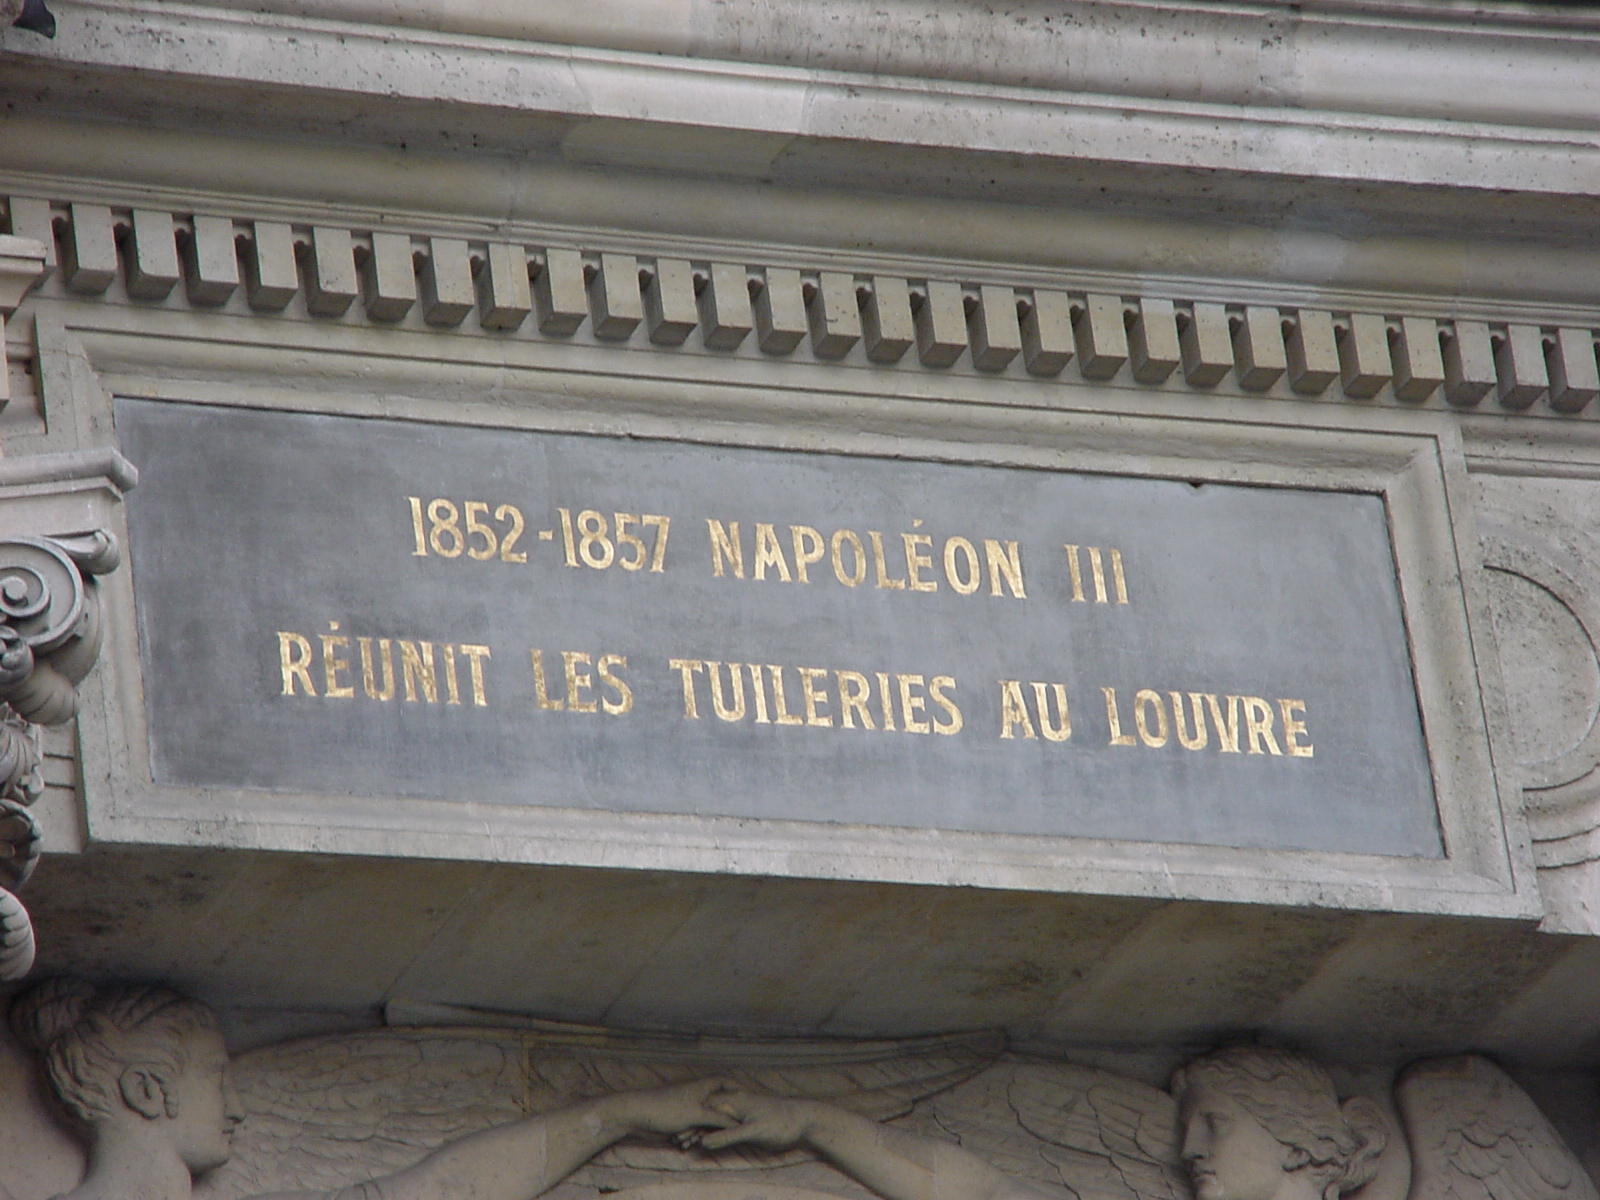 1852-1857 NAPOLÉON III
RÉUNIT LES TUILERIES AU LOUVRE